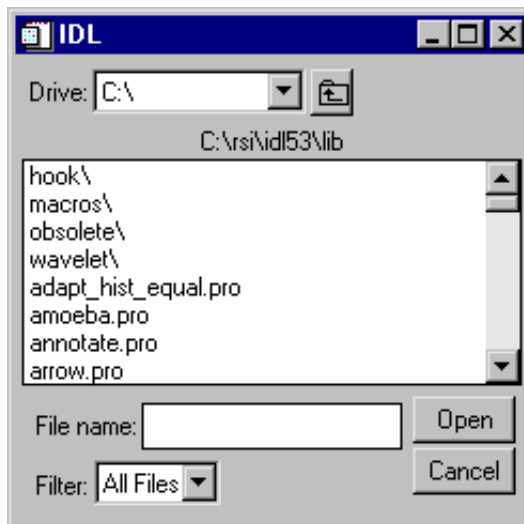 IDL
Drive: C:\
C:\rsi\idl53\lib
hook\
macros\
obsolete\
wavelet\
adapt_hist_equal.pro
amoeba.pro
annotate.pro
arrow.pro
File name: Open
Filter: All Files Cancel